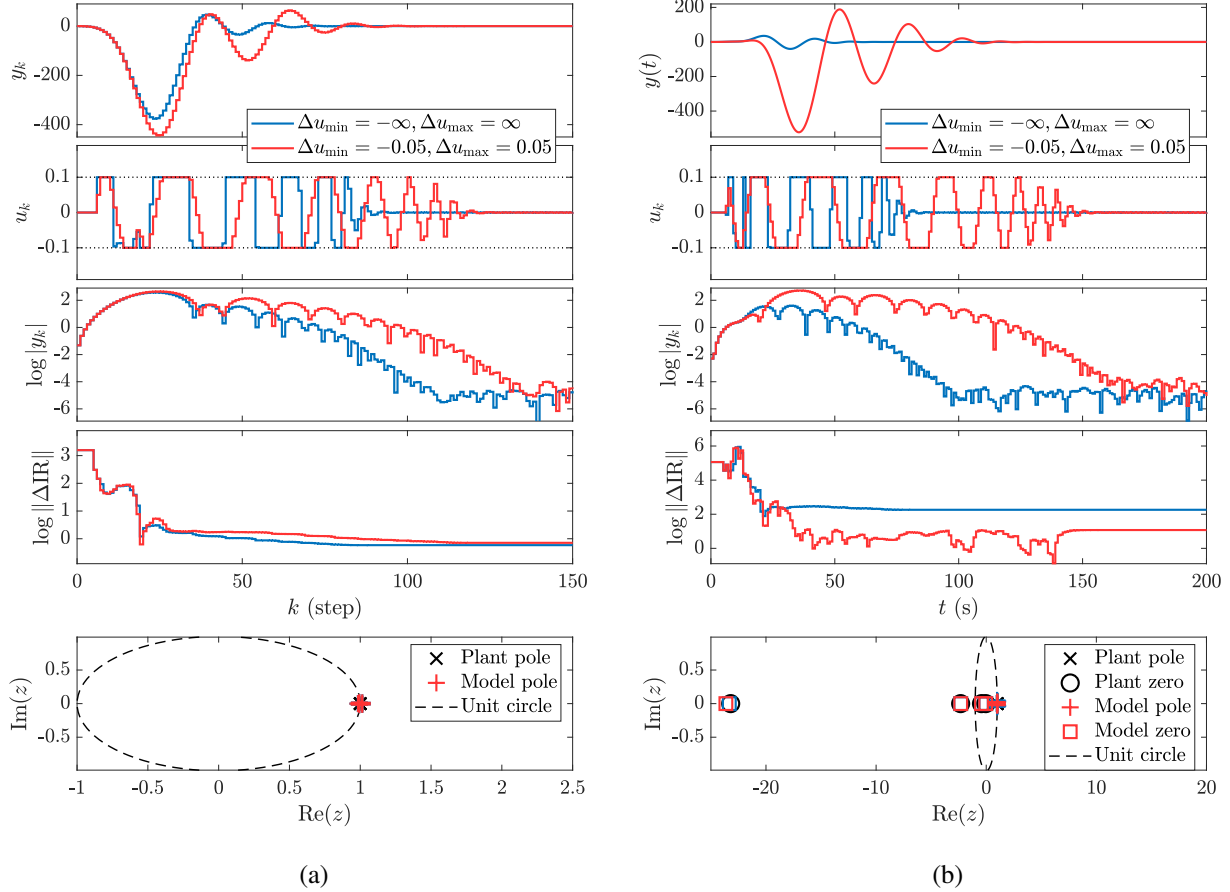 0
-200
-400
y_k
Δu_min = −∞, Δu_max = ∞
Δu_min = −0.05, Δu_max = 0.05
0.1
0
-0.1
u_k
2
0
-2
-4
-6
log |y_k|
3
2
1
0
log ||ΔIR||
0 50 100 150
k (step)
0.5
0
-0.5
Im(z)
Plant pole
Model pole
Unit circle
-1 -0.5 0 0.5 1 1.5 2 2.5
Re(z)
(a)
200
0
-200
-400
y(t)
Δu_min = −∞, Δu_max = ∞
Δu_min = −0.05, Δu_max = 0.05
0.1
0
-0.1
u_k
2
0
-2
-4
-6
log |y_k|
6
4
2
0
log ||ΔIR||
0 50 100 150 200
t (s)
0.5
0
-0.5
Im(z)
Plant pole
Plant zero
Model pole
Model zero
Unit circle
-20 -10 0 10 20
Re(z)
(b)